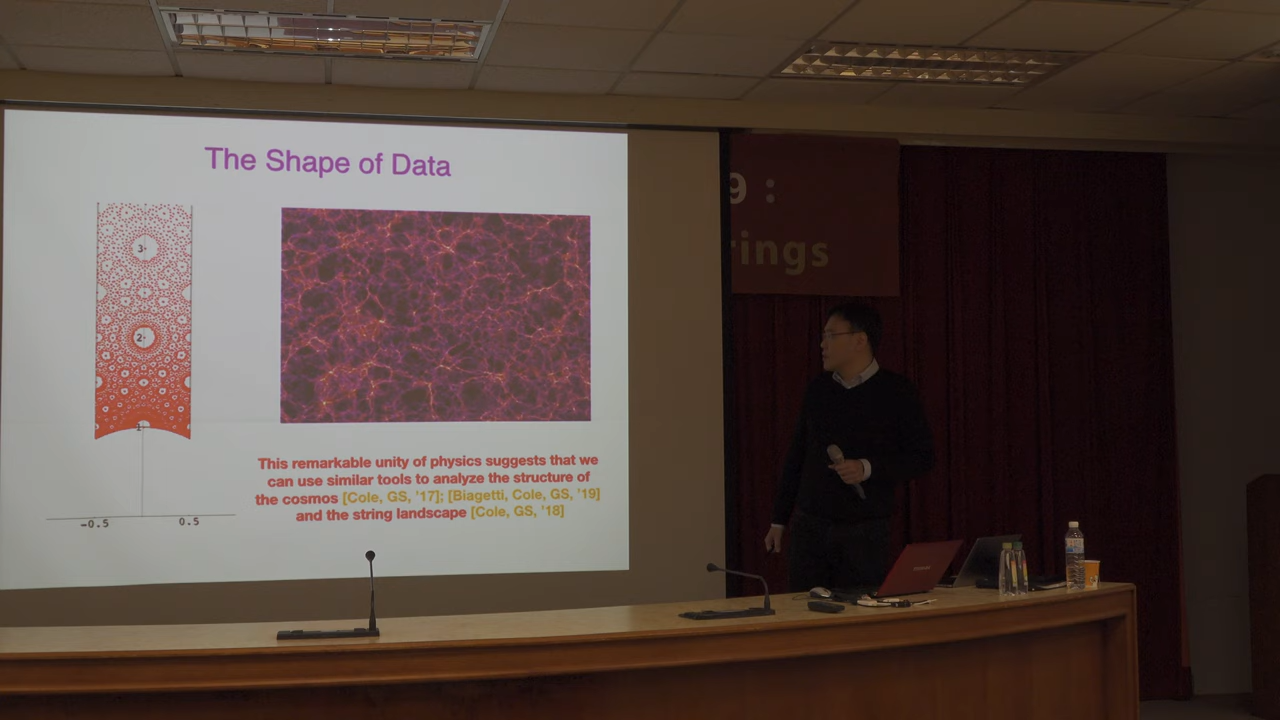 The Shape of Data
3
2
1
-0.5
0.5
This remarkable unity of physics suggests that we
can use similar tools to analyze the structure of
the cosmos [Cole, GS, '17]; [Biagetti, Cole, GS, '19]
and the string landscape [Cole, GS, '18]
9 :
rings